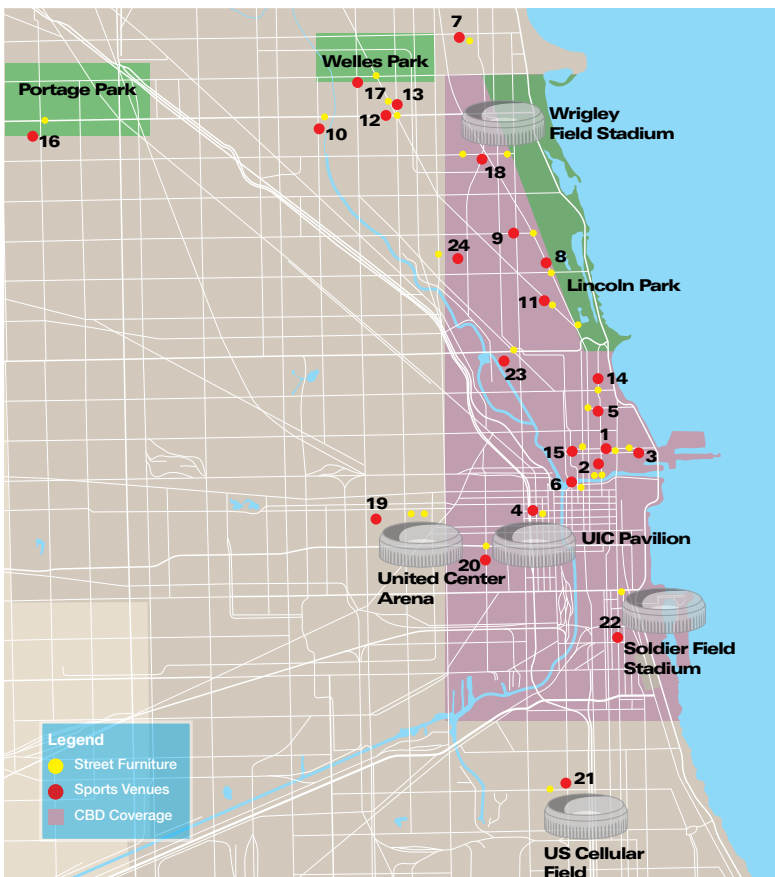 7
Welles Park
Portage Park
17
13
12
10
16
Wrigley
Field Stadium
18
9
24
8
Lincoln Park
11
23
14
5
1
15
2
3
6
19
4
UIC Pavilion
20
United Center
Arena
22
Soldier Field
Stadium
Legend
Street Furniture
Sports Venues
CBD Coverage
21
US Cellular
Field